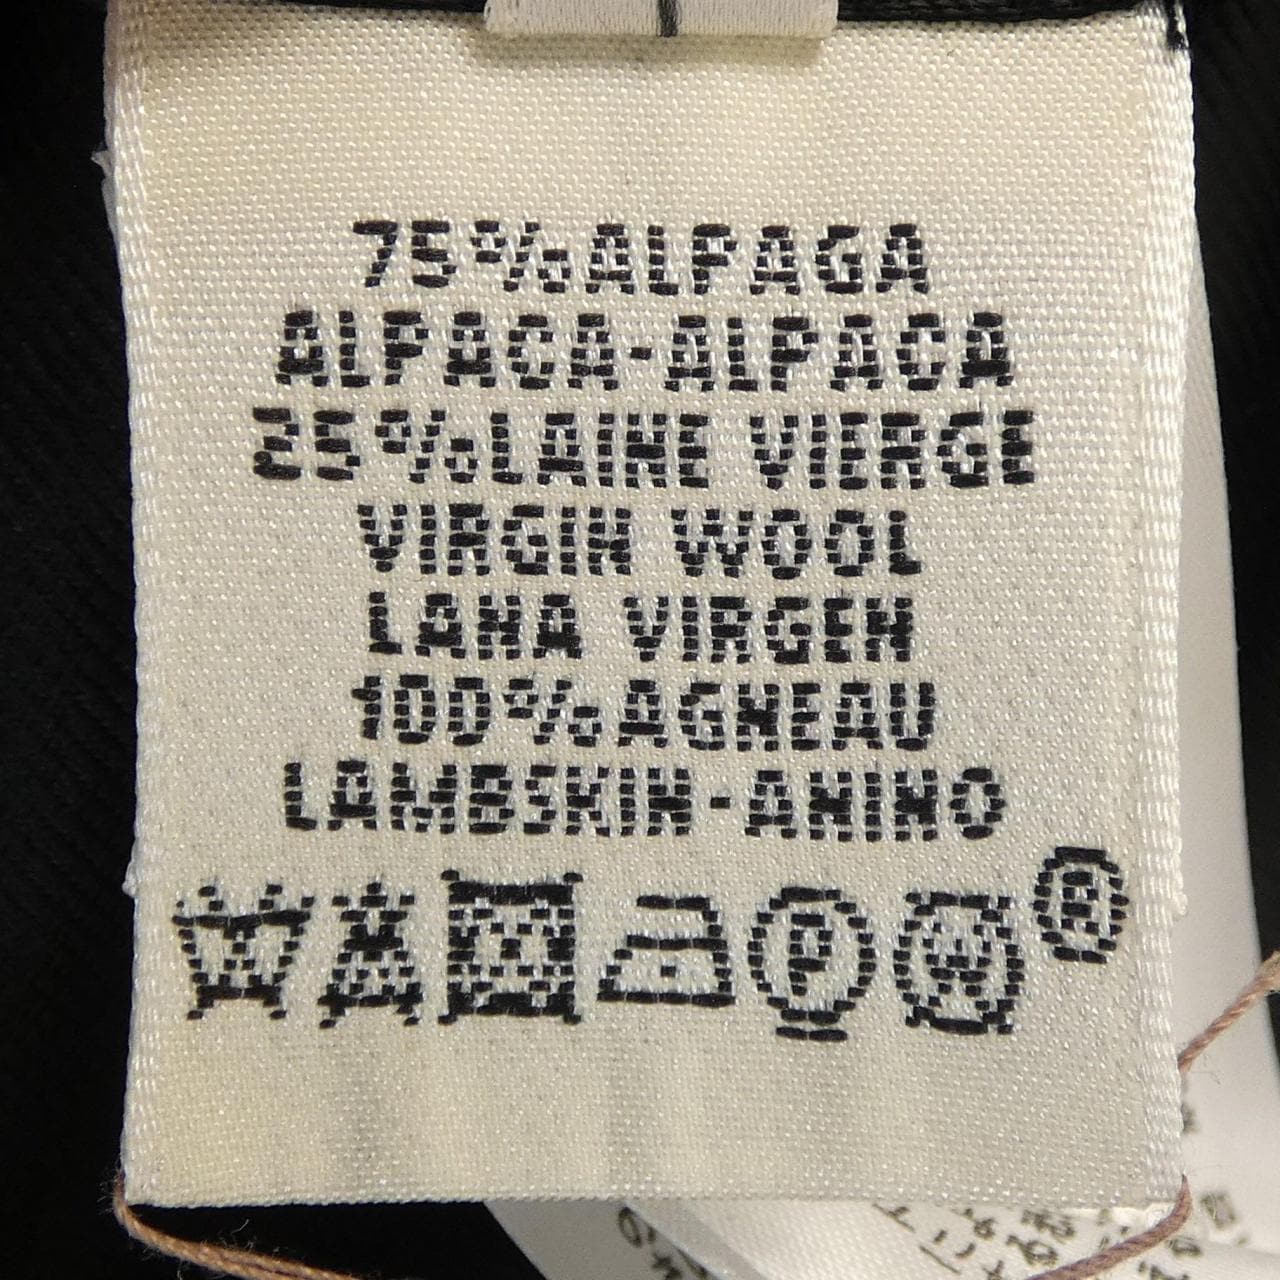 75%ALPAGA
ALPACA-ALPACA
25%LAINE VIERGE
VIRGIN WOOL
LANA VIRGEN
100%AGNEAU
LAMBSKIN-ANINO
P
W
®